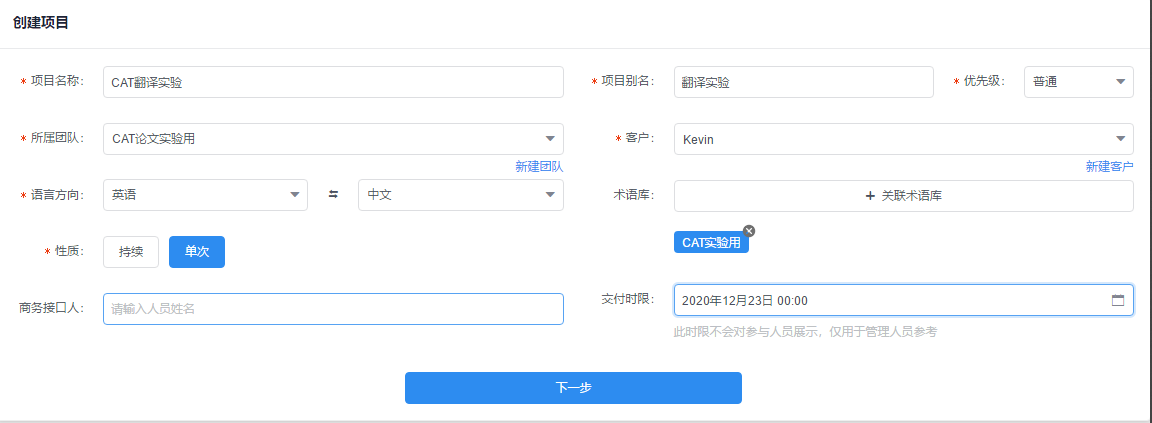 创建项目
* 项目名称: CAT翻译实验 * 项目别名: 翻译实验 * 优先级: 普通
* 所属团队: CAT论文实验用 * 客户: Kevin
新建团队 新建客户
* 语言方向: 英语 ⇆ 中文 术语库: + 关联术语库
* 性质: 持续 单次 CAT实验用
商务接口人: 请输入人员姓名 交付时限: 2020年12月23日 00:00
此时限不会对参与人员展示，仅用于管理人员参考
下一步